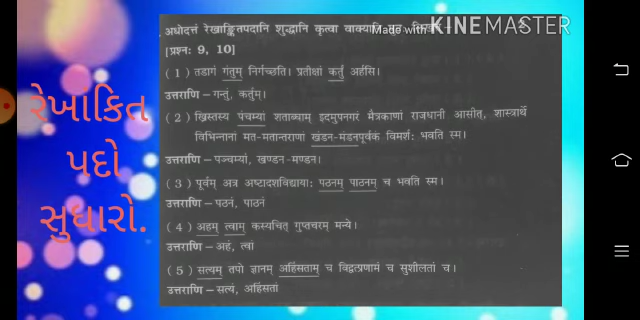 अधोदत्तं रेखाङ्कितपदानि शुद्धानि कृत्वा वाक्यानि
Made with KINEMASTER
[प्रश्न: 9, 10]
(1) तडागं गंतुम् निर्गच्छति। प्रतीक्षां कर्तुं अर्हसि।
उत्तराणि – गन्तुं, कर्तुम्।
(2) ख्रिस्तस्य पंचम्यां शताब्द्याम् इदमुपनगरं मैत्रकाणां राजधानी आसीत्, शास्त्रार्थे
विभिन्नानां मत-मतान्तराणां खंडन-मंडनपूर्वकं विमर्शः भवति स्म।
उत्तराणि – पञ्चम्यां, खण्डन-मण्डन।
(3) पूर्वम् अत्र अष्टादशविद्यायाः पठनम् पाठनम् च भवति स्म।
उत्तराणि – पठनं, पाठनं
(4) अहम् त्वाम् कस्यचित् गुप्तचरम् मन्ये।
उत्तराणि – अहं, त्वां
(5) सत्यम् तपो ज्ञानम् अहिंसताम् च विद्वत्प्रणामं च सुशीलतां च।
उत्तराणि – सत्यं, अहिंसतां
રેખાકિત
પદો
સુધારો.